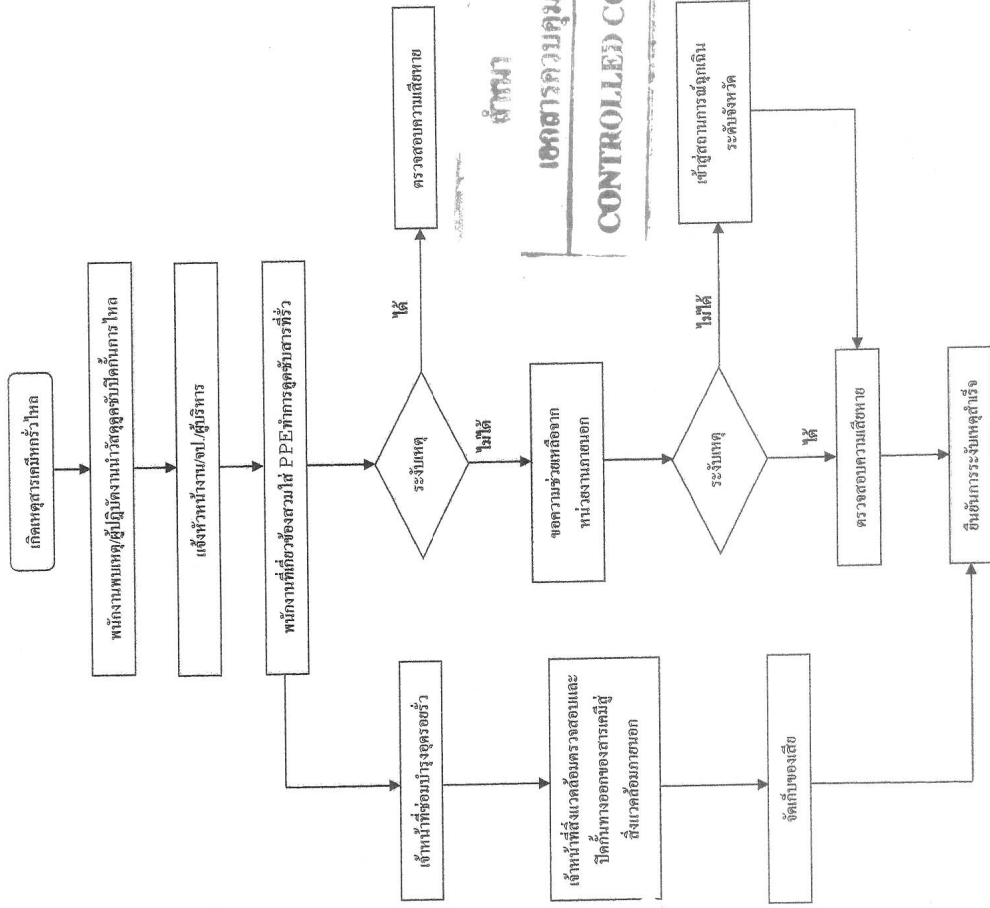 เกิดเหตุสารเคมีหกรั่วไหล
พนักงานพบเหตุ/ผู้ปฏิบัติงานนำวัสดุดูดซับปิดกั้นการไหล
แจ้งหัวหน้างาน/จป./ผู้บริหาร
พนักงานที่เกี่ยวข้องสวมใส่ PPE ทำการดูดซับสารที่รั่ว
ระงับเหตุ
ได้
ตรวจสอบความเสียหาย
ไม่ได้
ขอความช่วยเหลือจาก
หน่วยงานภายนอก
ระงับเหตุ
ไม่ได้
เข้าสู่สถานการณ์ฉุกเฉิน
ระดับจังหวัด
ได้
ตรวจสอบความเสียหาย
ยืนยันการระงับเหตุสำเร็จ
เจ้าหน้าที่ซ่อมบำรุงอุดรอยรั่ว
เจ้าหน้าที่สิ่งแวดล้อมตรวจสอบและ
ปิดกั้นทางออกของสารเคมีสู่
สิ่งแวดล้อมภายนอก
จัดเก็บของเสีย
สำเนา
เอกสารควบคุม
CONTROLLED CO